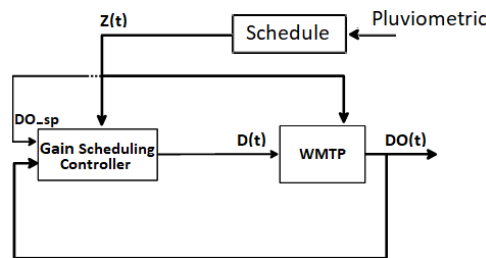 Z(t)
Schedule
Pluviometric
DO_sp
Gain Scheduling
Controller
D(t)
WMTP
DO(t)